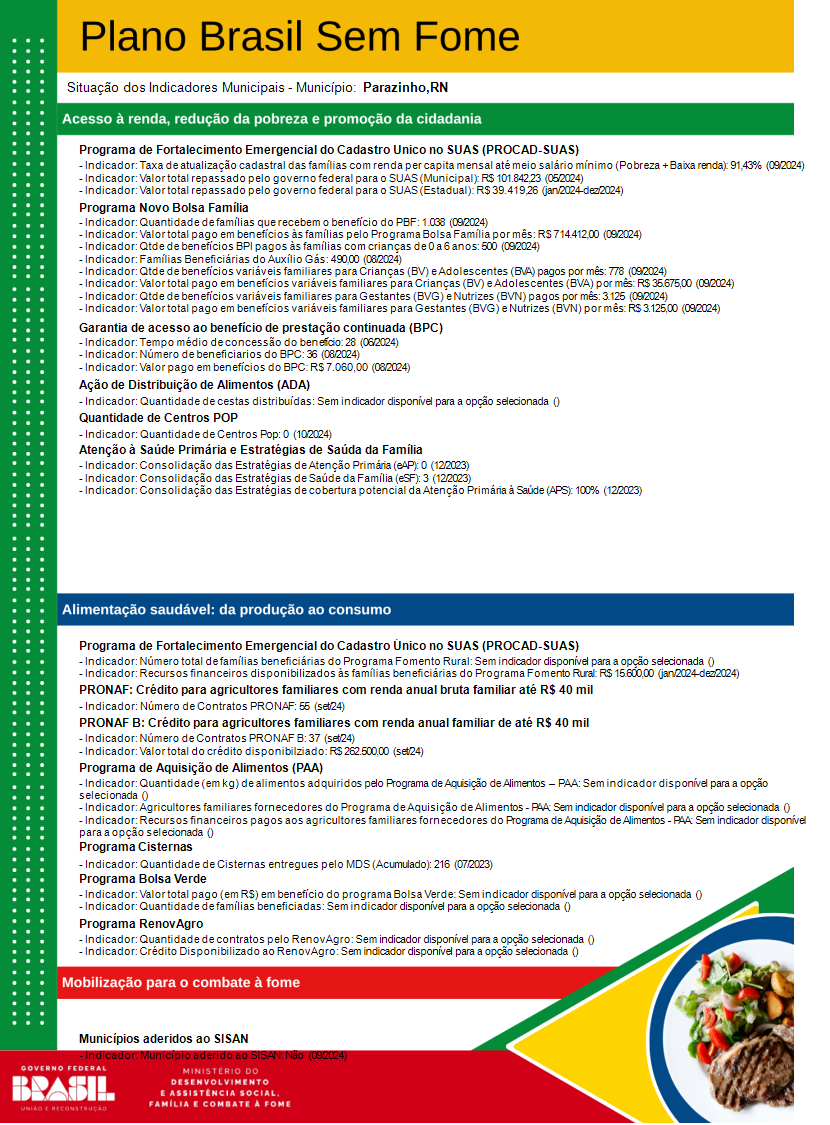 Plano Brasil Sem Fome
Situação dos Indicadores Municipais - Município: Parazinho,RN
Acesso à renda, redução da pobreza e promoção da cidadania
Programa de Fortalecimento Emergencial do Cadastro Único no SUAS (PROCAD-SUAS)
- Indicador: Taxa de atualização cadastral das famílias com renda per capita mensal até meio salário mínimo (Pobreza + Baixa renda): 91,43% (09/2024)
- Indicador: Valor total repassado pelo governo federal para o SUAS (Municipal): R$ 101.842,23 (05/2024)
- Indicador: Valor total repassado pelo governo federal para o SUAS (Estadual): R$ 39.419,26 (jan/2024-dez/2024)
Programa Novo Bolsa Família
- Indicador: Quantidade de famílias que recebem o benefício do PBF: 1.038 (09/2024)
- Indicador: Valor total pago em benefícios às famílias pelo Programa Bolsa Família por mês: R$ 714.412,00 (09/2024)
- Indicador: Qtde de benefícios BPI pagos às famílias com crianças de 0 a 6 anos: 500 (09/2024)
- Indicador: Famílias Beneficiárias do Auxílio Gás: 490,00 (08/2024)
- Indicador: Qtde de benefícios variáveis familiares para Crianças (BV) e Adolescentes (BVA) pagos por mês: 778 (09/2024)
- Indicador: Valor total pago em benefícios variáveis familiares para Crianças (BV) e Adolescentes (BVA) por mês: R$ 35.675,00 (09/2024)
- Indicador: Qtde de benefícios variáveis familiares para Gestantes (BVG) e Nutrizes (BVN) pagos por mês: 3.125 (09/2024)
- Indicador: Valor total pago em benefícios variáveis familiares para Gestantes (BVG) e Nutrizes (BVN) por mês: R$ 3.125,00 (09/2024)
Garantia de acesso ao benefício de prestação continuada (BPC)
- Indicador: Tempo médio de concessão do benefício: 28 (06/2024)
- Indicador: Número de beneficiarios do BPC: 36 (08/2024)
- Indicador: Valor pago em benefícios do BPC: R$ 7.060,00 (08/2024)
Ação de Distribuição de Alimentos (ADA)
- Indicador: Quantidade de cestas distribuídas: Sem indicador disponível para a opção selecionada ()
Quantidade de Centros POP
- Indicador: Quantidade de Centros Pop: 0 (10/2024)
Atenção à Saúde Primária e Estratégias de Saúda da Família
- Indicador: Consolidação das Estratégias de Atenção Primária (eAP): 0 (12/2023)
- Indicador: Consolidação das Estratégias de Saúde da Família (eSF): 3 (12/2023)
- Indicador: Consolidação das Estratégias de cobertura potencial da Atenção Primária à Saúde (APS): 100% (12/2023)
Alimentação saudável: da produção ao consumo
Programa de Fortalecimento Emergencial do Cadastro Único no SUAS (PROCAD-SUAS)
- Indicador: Número total de famílias beneficiárias do Programa Fomento Rural: Sem indicador disponível para a opção selecionada ()
- Indicador: Recursos financeiros disponibilizados às famílias beneficiárias do Programa Fomento Rural: R$ 15.600,00 (jan/2024-dez/2024)
PRONAF: Crédito para agricultores familiares com renda anual bruta familiar até R$ 40 mil
- Indicador: Número de Contratos PRONAF: 55 (set/24)
PRONAF B: Crédito para agricultores familiares com renda anual familiar de até R$ 40 mil
- Indicador: Número de Contratos PRONAF B: 37 (set/24)
- Indicador: Valor total do crédito disponibilziado: R$ 262.500,00 (set/24)
Programa de Aquisição de Alimentos (PAA)
- Indicador: Quantidade (em kg) de alimentos adquiridos pelo Programa de Aquisição de Alimentos – PAA: Sem indicador disponível para a opção
selecionada ()
- Indicador: Agricultores familiares fornecedores do Programa de Aquisição de Alimentos - PAA: Sem indicador disponível para a opção selecionada ()
- Indicador: Recursos financeiros pagos aos agricultores familiares fornecedores do Programa de Aquisição de Alimentos - PAA: Sem indicador disponível
para a opção selecionada ()
Programa Cisternas
- Indicador: Quantidade de Cisternas entregues pelo MDS (Acumulado): 216 (07/2023)
Programa Bolsa Verde
- Indicador: Valor total pago (em R$) em benefício do programa Bolsa Verde: Sem indicador disponível para a opção selecionada ()
- Indicador: Quantidade de famílias beneficiadas: Sem indicador disponível para a opção selecionada ()
Programa RenovAgro
- Indicador: Quantidade de contratos pelo RenovAgro: Sem indicador disponível para a opção selecionada ()
- Indicador: Crédito Disponibilizado ao RenovAgro: Sem indicador disponível para a opção selecionada ()
Mobilização para o combate à fome
Municípios aderidos ao SISAN
- Indicador: Município aderido ao SISAN: Não (09/2024)
GOVERNO FEDERAL
BRASIL
UNIÃO E RECONSTRUÇÃO
MINISTÉRIO DO
DESENVOLVIMENTO
E ASSISTÊNCIA SOCIAL,
FAMÍLIA E COMBATE À FOME